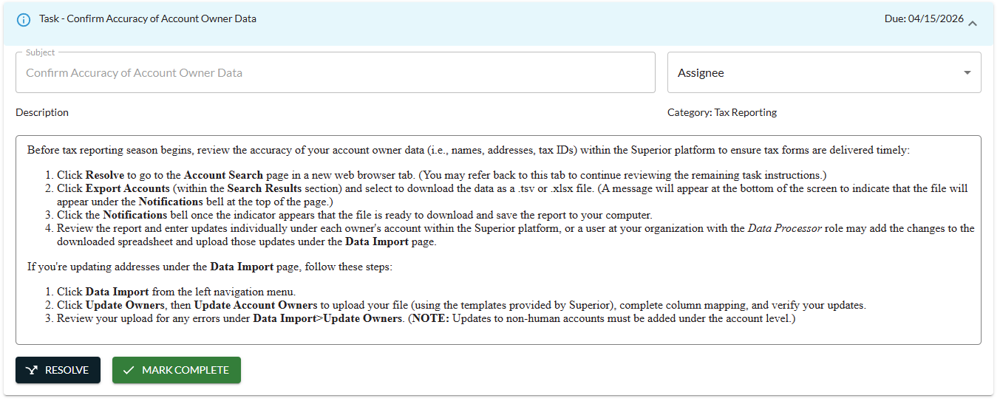 Task - Confirm Accuracy of Account Owner Data
Due: 04/15/2026
Subject
Confirm Accuracy of Account Owner Data
Assignee
Description
Category: Tax Reporting
Before tax reporting season begins, review the accuracy of your account owner data (i.e., names, addresses, tax IDs) within the Superior platform to ensure tax forms are delivered timely:
1. Click Resolve to go to the Account Search page in a new web browser tab. (You may refer back to this tab to continue reviewing the remaining task instructions.)
2. Click Export Accounts (within the Search Results section) and select to download the data as a .tsv or .xlsx file. (A message will appear at the bottom of the screen to indicate that the file will
appear under the Notifications bell at the top of the page.)
3. Click the Notifications bell once the indicator appears that the file is ready to download and save the report to your computer.
4. Review the report and enter updates individually under each owner's account within the Superior platform, or a user at your organization with the Data Processor role may add the changes to the
downloaded spreadsheet and upload those updates under the Data Import page.
If you're updating addresses under the Data Import page, follow these steps:
1. Click Data Import from the left navigation menu.
2. Click Update Owners, then Update Account Owners to upload your file (using the templates provided by Superior), complete column mapping, and verify your updates.
3. Review your upload for any errors under Data Import>Update Owners. (NOTE: Updates to non-human accounts must be added under the account level.)
RESOLVE
MARK COMPLETE